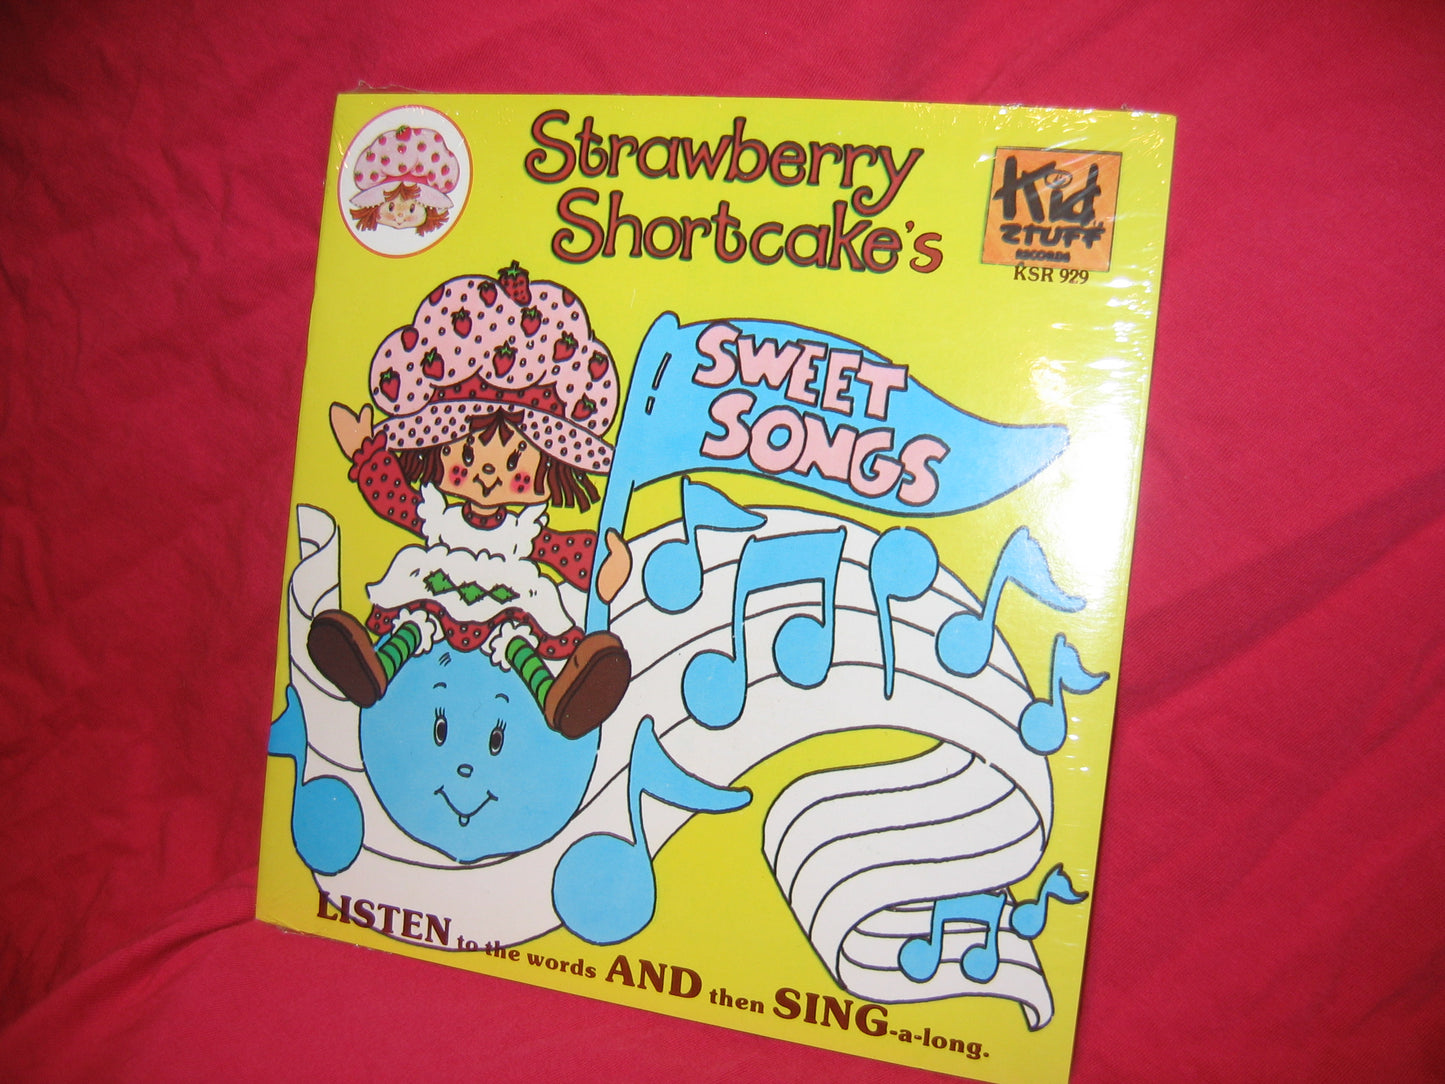 Strawberry
Shortcake's
Kid
STUFF
RECORDS
KSR 929
SWEET
SONGS
LISTEN to the words AND then SING-a-long.